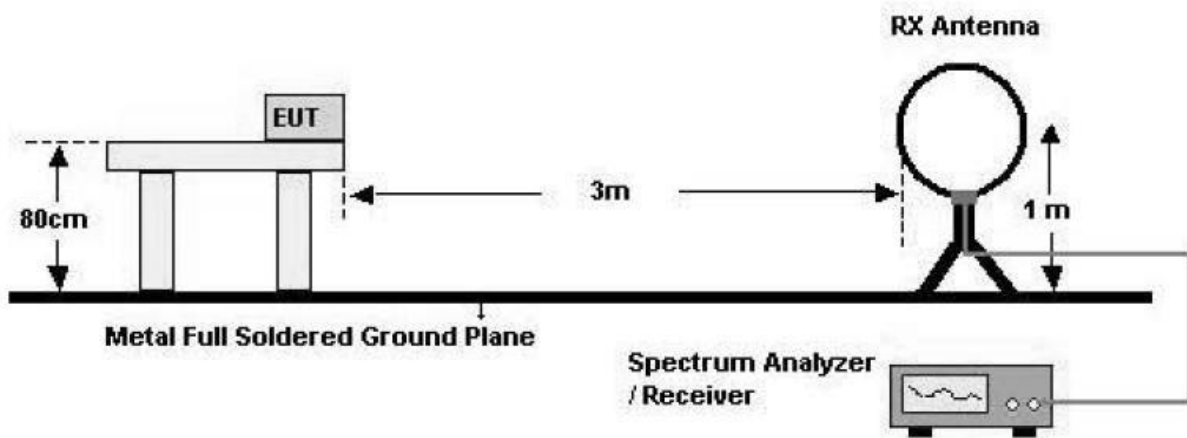 RX Antenna
EUT
80cm
3m
1 m
Metal Full Soldered Ground Plane
Spectrum Analyzer
/ Receiver